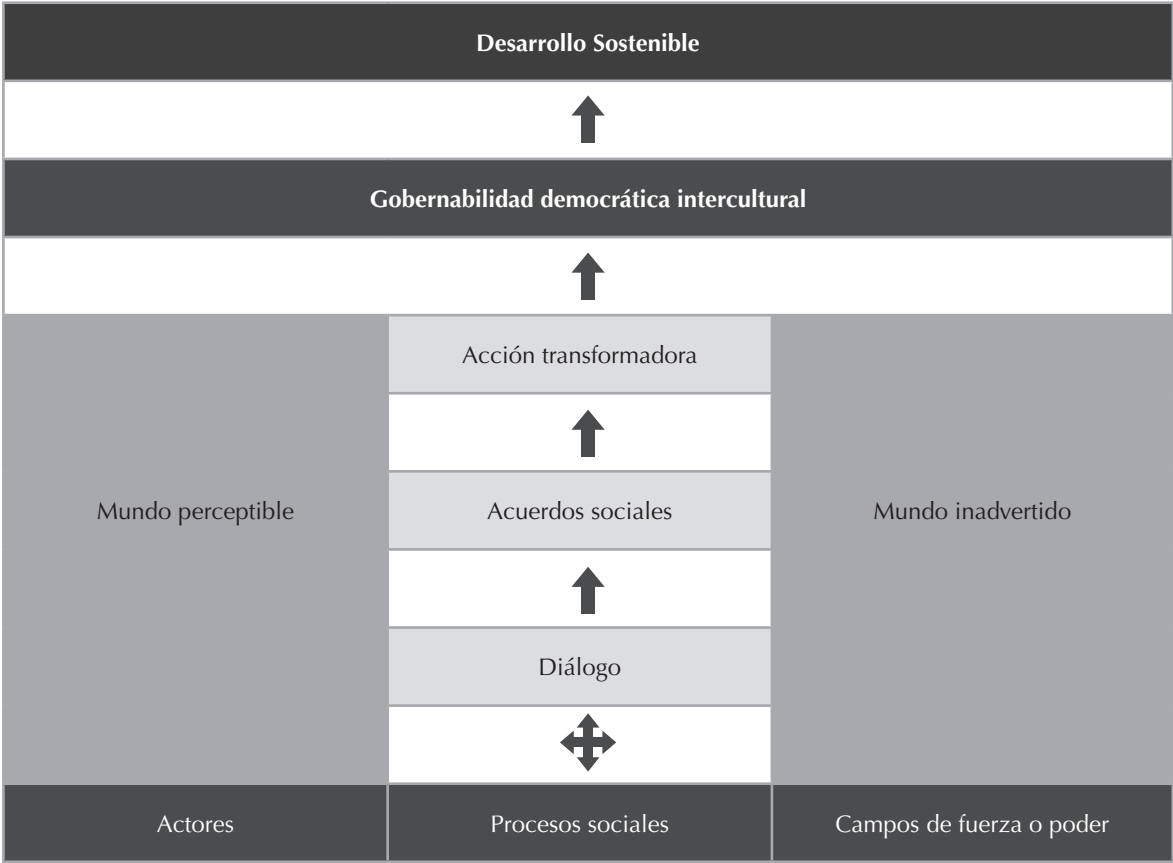 Desarrollo Sostenible
Gobernabilidad democrática intercultural
Acción transformadora
Mundo perceptible
Acuerdos sociales
Mundo inadvertido
Diálogo
Actores
Procesos sociales
Campos de fuerza o poder